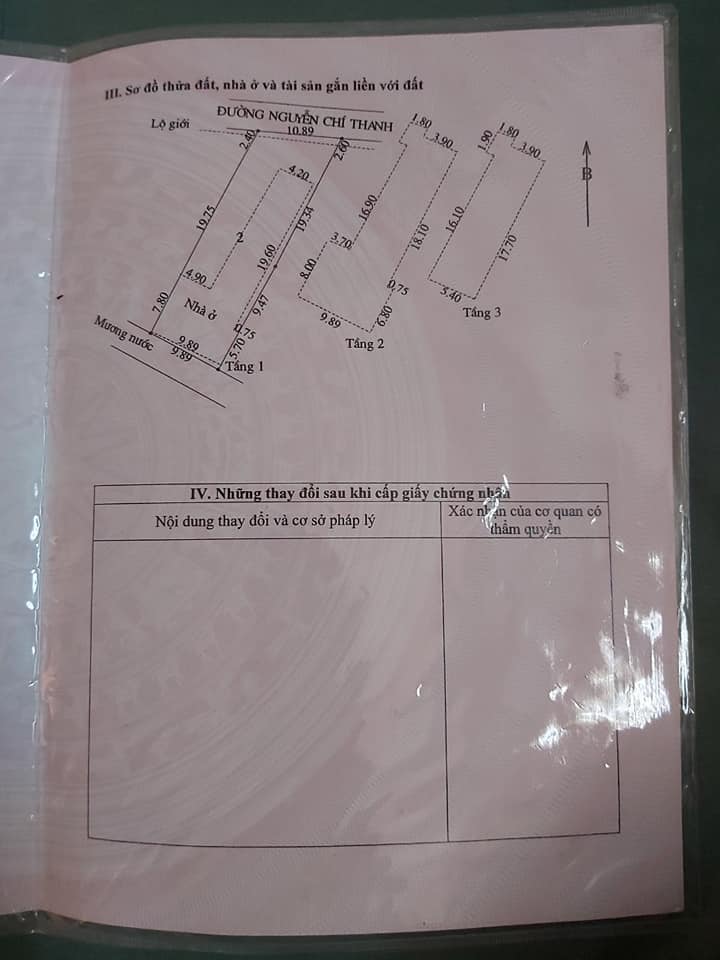 III. Sơ đồ thửa đất, nhà ở và tài sản gắn liền với đất
ĐƯỜNG NGUYỄN CHÍ THANH
Lộ giới
10.89
2.40
2.60
4.20
19.75
19.34
2
19.60
4.90
9.47
7.80
Nhà ở
0.75
5.70
Mương nước
9.89
9.89
Tầng 1
1.80
3.90
16.90
3.70
18.10
8.00
0.75
9.89
6.80
Tầng 2
1.80
1.90
3.90
16.10
17.70
5.40
Tầng 3
B
IV. Những thay đổi sau khi cấp giấy chứng nhận
Nội dung thay đổi và cơ sở pháp lý
Xác nhận của cơ quan có
thẩm quyền